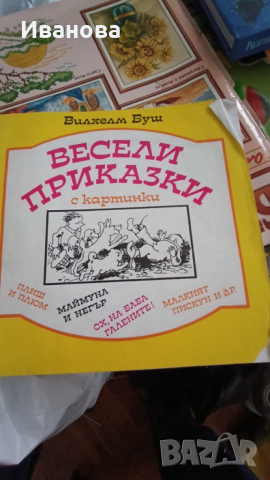 Иванова
Вилхелм Буш
ВЕСЕЛИ
ПРИКАЗКИ
с картинки
ПЛИШ
И ПЛЮМ
МАЙМУНА
И НЕГЪР
ОХ, НА БАБА
ГАЛЕНИТЕ!
МАЛКИЯТ
ПИСКУН И ДР.
BAZAR